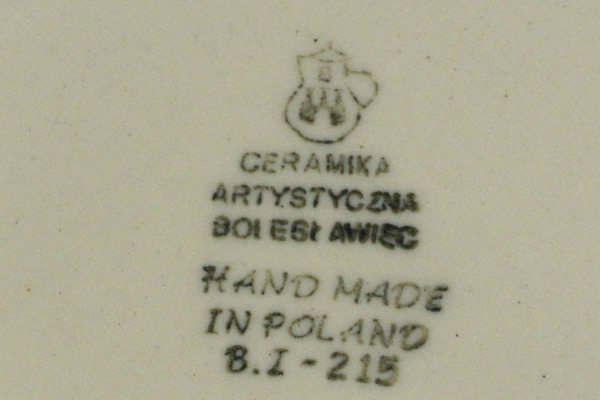 CERAMIKA
ARTYSTYCZNA
BOLESŁAWIEC
HAND MADE
IN POLAND
B.I-215